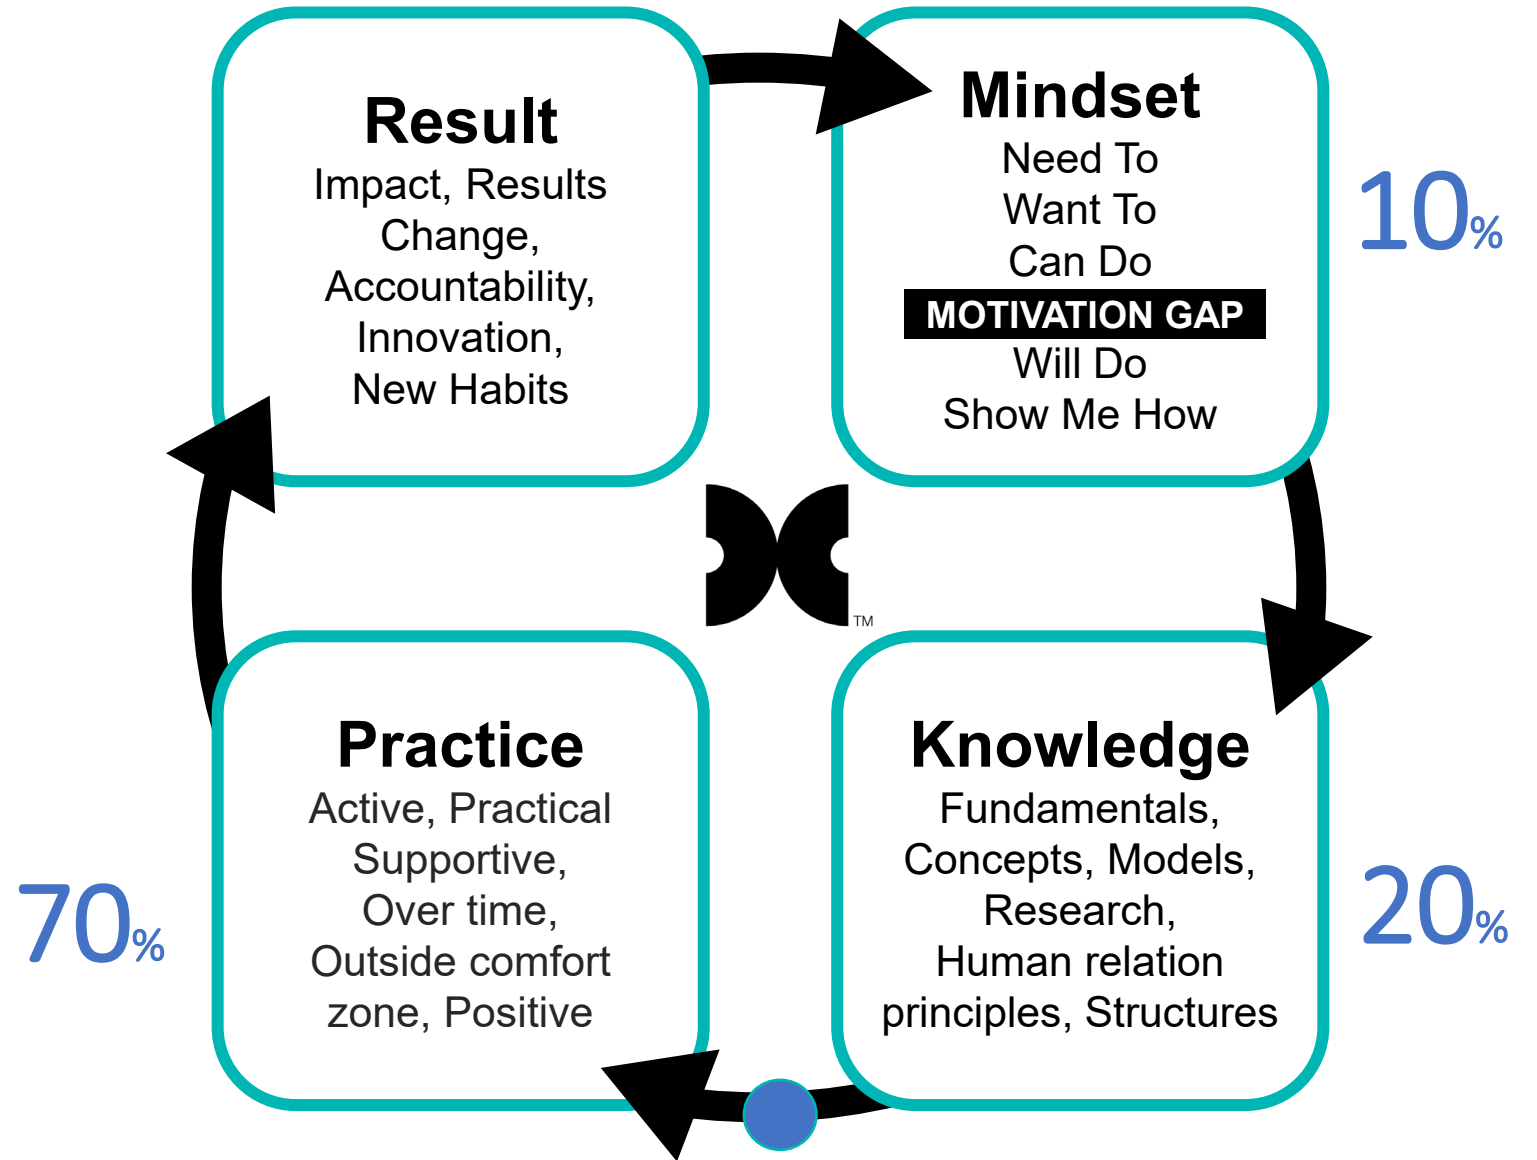 Result
Impact, Results
Change,
Accountability,
Innovation,
New Habits
Mindset
Need To
Want To
Can Do
MOTIVATION GAP
Will Do
Show Me How
10%
TM
Practice
Active, Practical
Supportive,
Over time,
Outside comfort
zone, Positive
70%
Knowledge
Fundamentals,
Concepts, Models,
Research,
Human relation
principles, Structures
20%